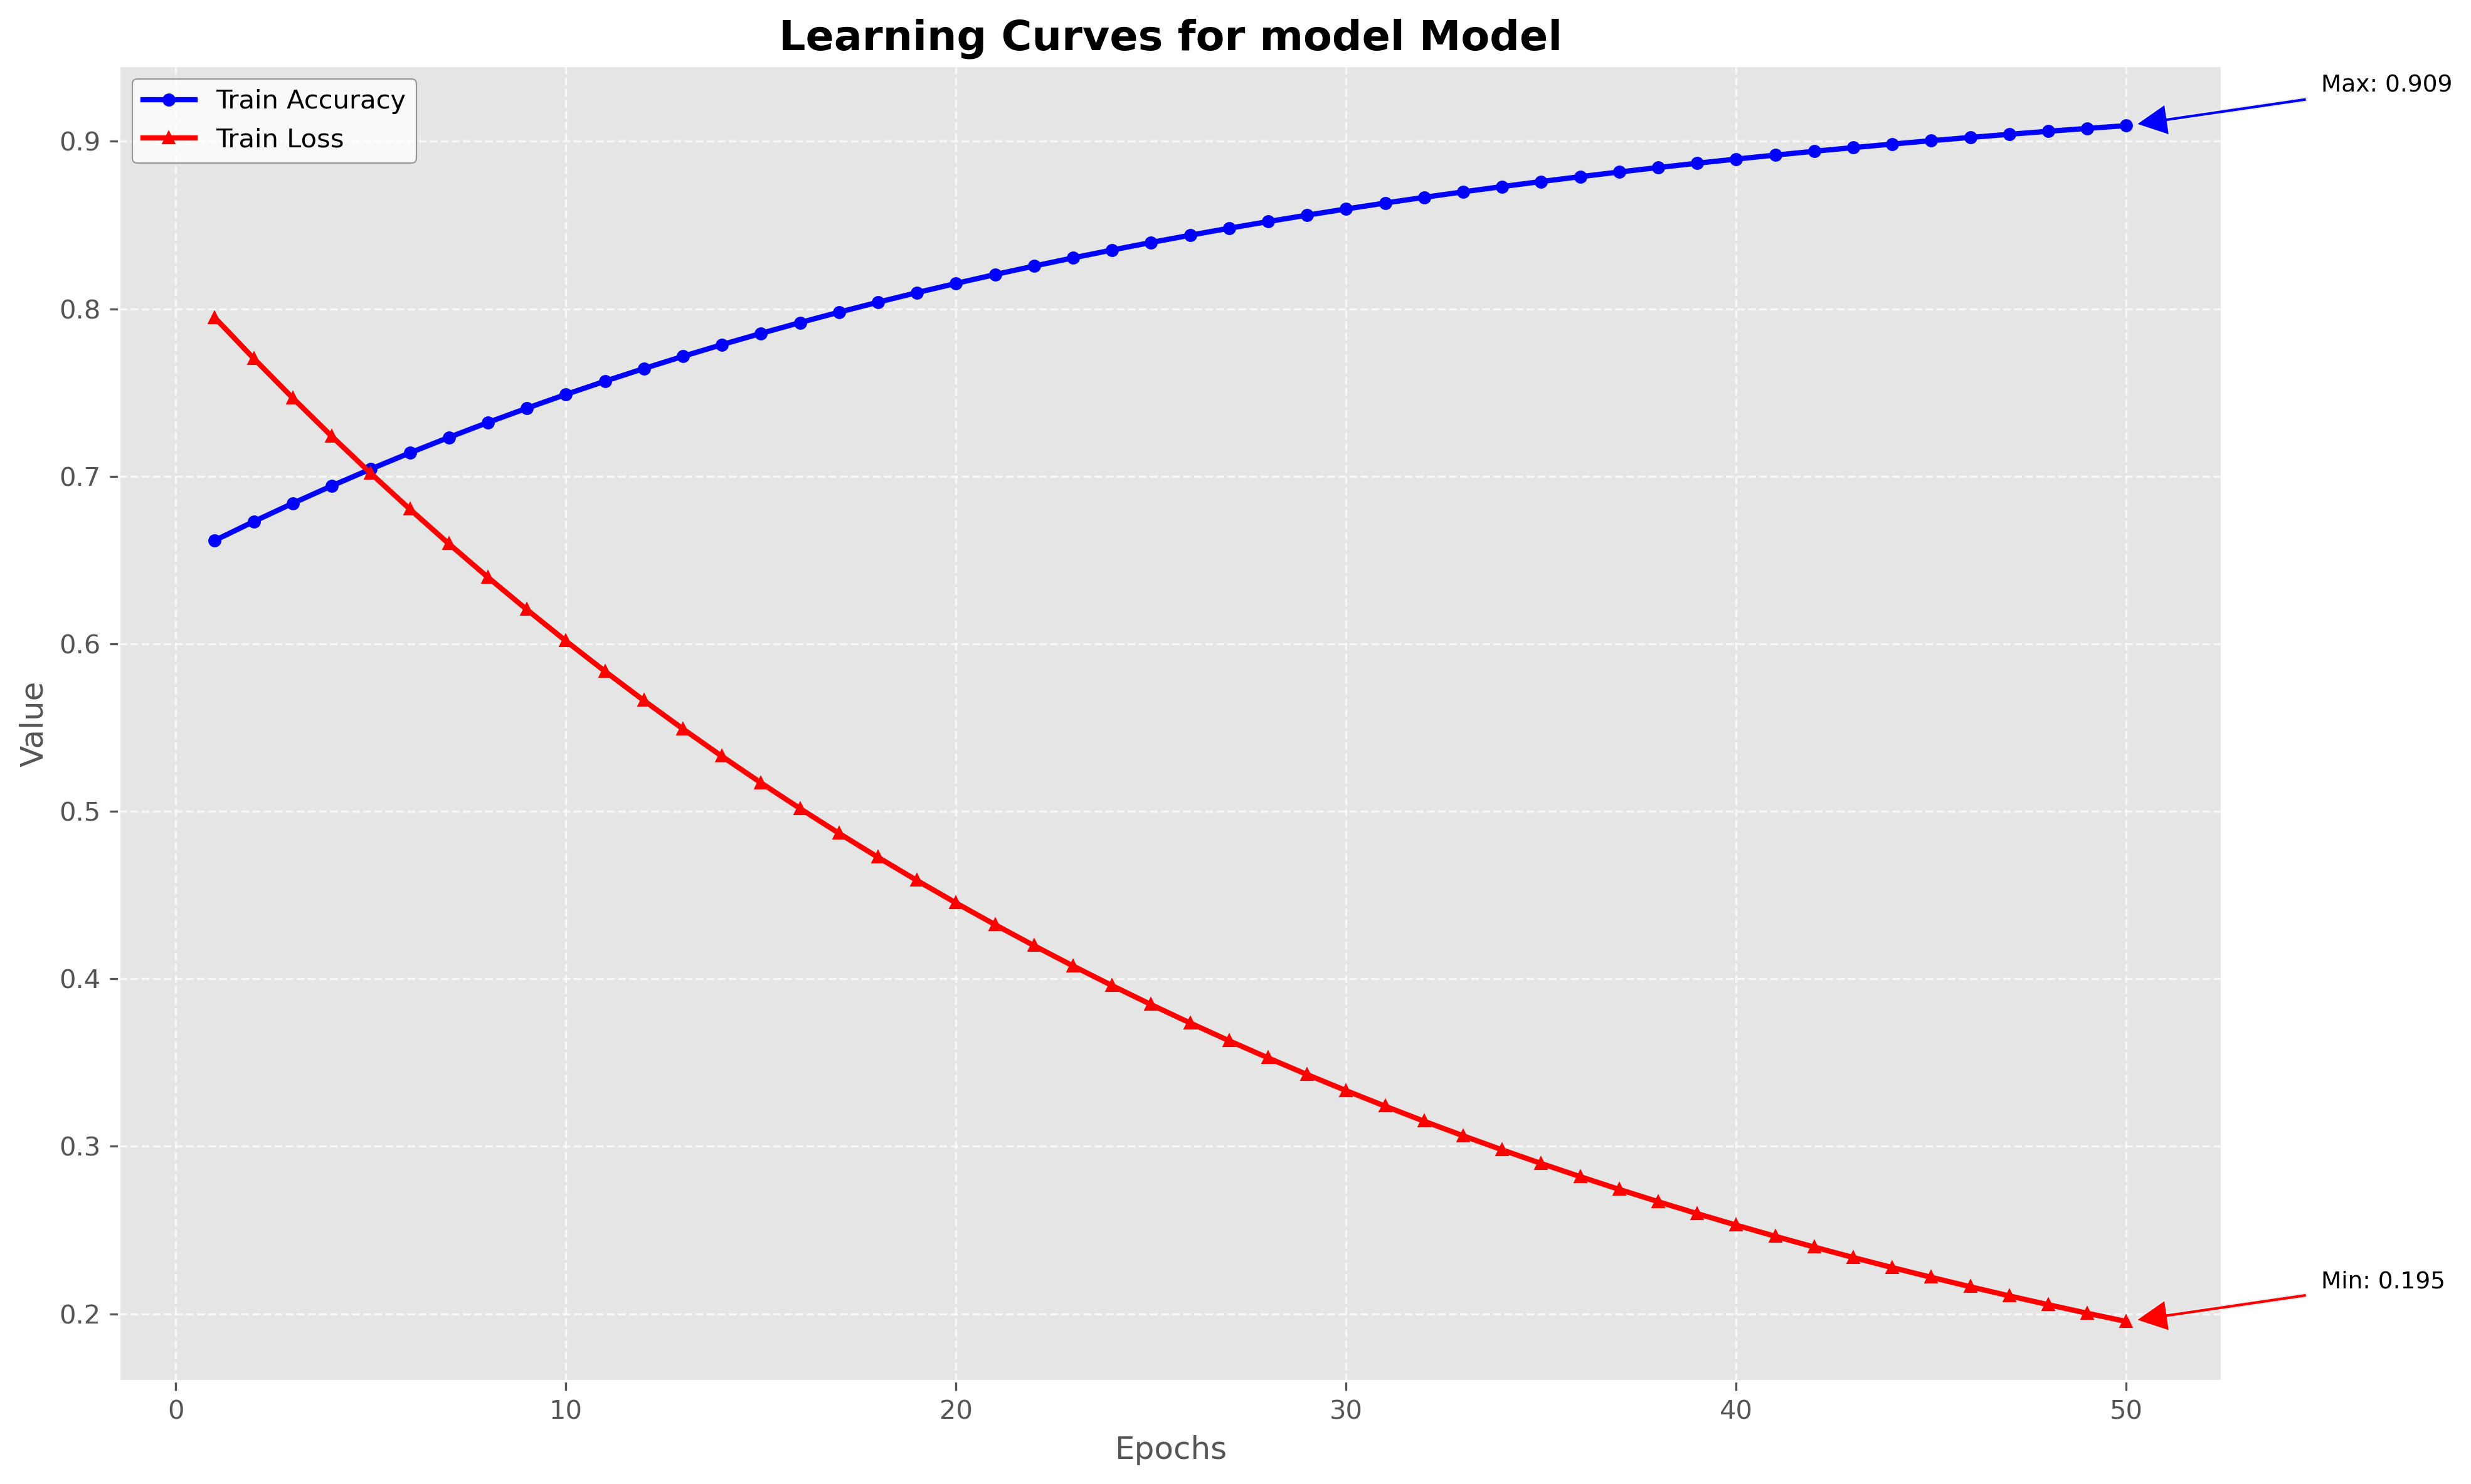 Learning Curves for model Model
Train Accuracy
Train Loss
Max: 0.909
Min: 0.195
Value
0.9
0.8
0.7
0.6
0.5
0.4
0.3
0.2
0 10 20 30 40 50
Epochs